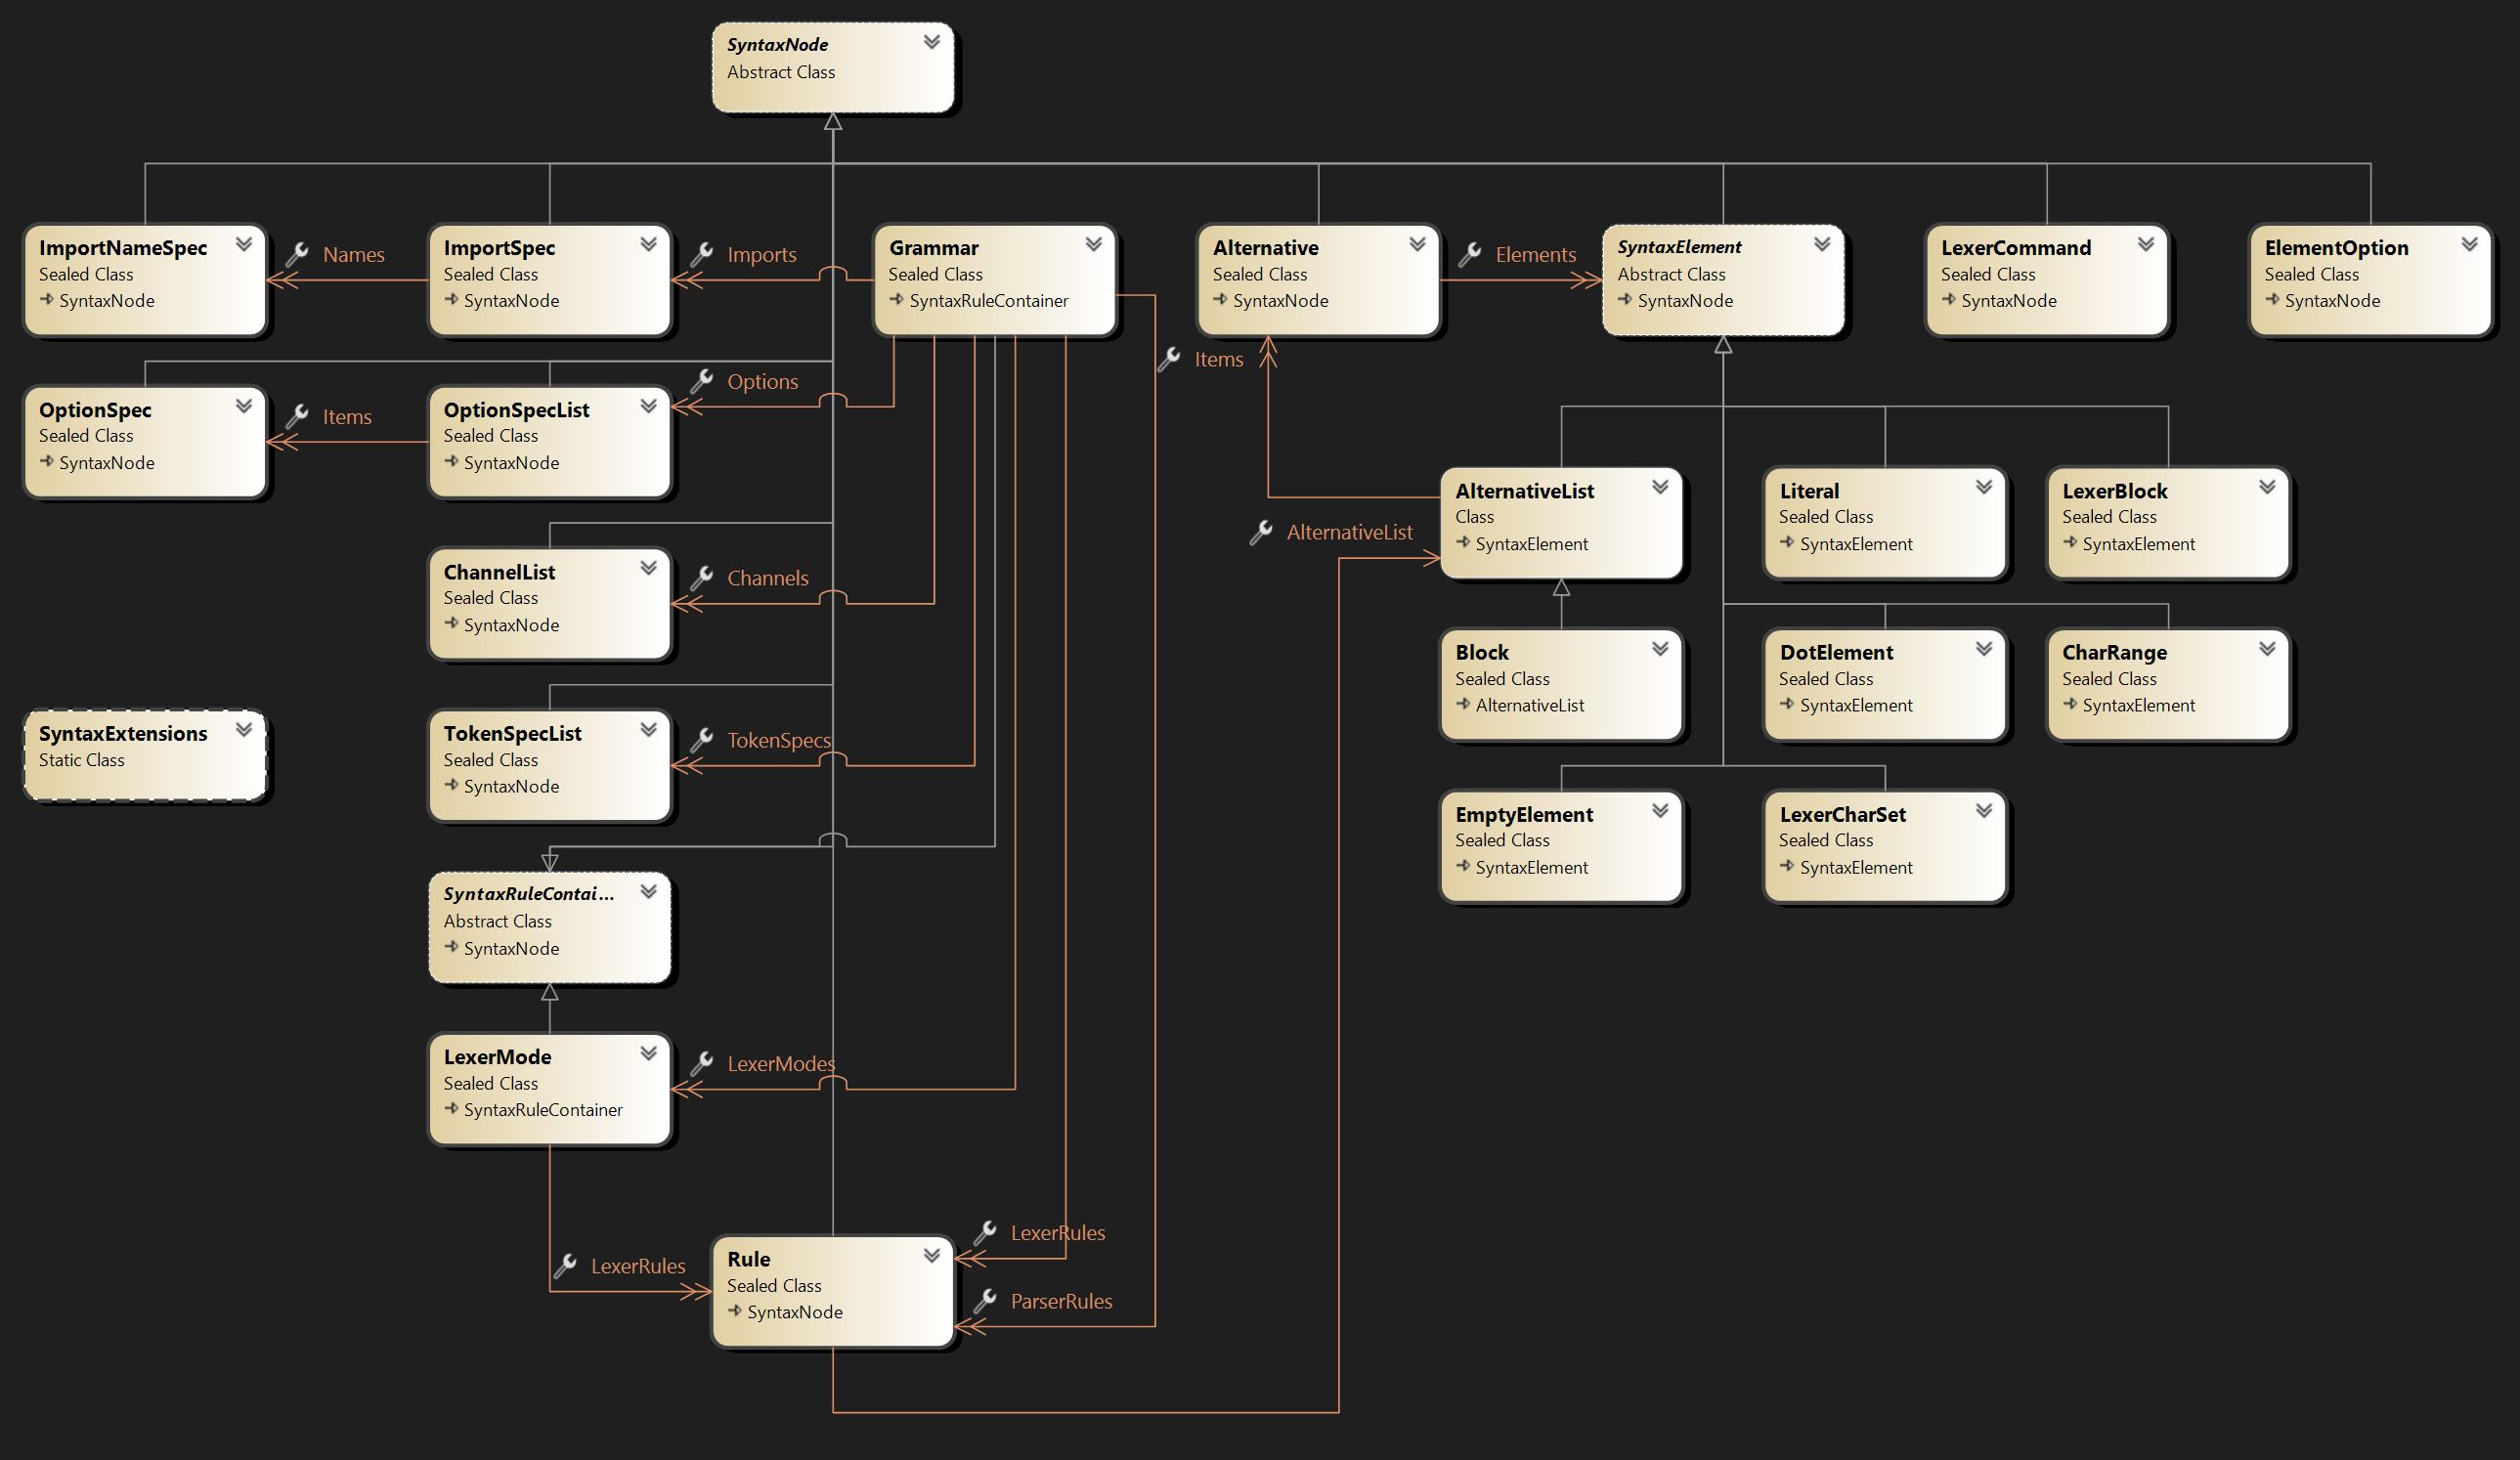 SyntaxNode
Abstract Class
ImportNameSpec
Sealed Class
SyntaxNode
Names
ImportSpec
Sealed Class
SyntaxNode
Imports
Grammar
Sealed Class
SyntaxRuleContainer
Alternative
Sealed Class
SyntaxNode
Elements
SyntaxElement
Abstract Class
SyntaxNode
LexerCommand
Sealed Class
SyntaxNode
ElementOption
Sealed Class
SyntaxNode
Items
OptionSpec
Sealed Class
SyntaxNode
Items
OptionSpecList
Sealed Class
SyntaxNode
Options
AlternativeList
Class
SyntaxElement
Literal
Sealed Class
SyntaxElement
LexerBlock
Sealed Class
SyntaxElement
AlternativeList
ChannelList
Sealed Class
SyntaxNode
Channels
Block
Sealed Class
AlternativeList
DotElement
Sealed Class
SyntaxElement
CharRange
Sealed Class
SyntaxElement
SyntaxExtensions
Static Class
TokenSpecList
Sealed Class
SyntaxNode
TokenSpecs
EmptyElement
Sealed Class
SyntaxElement
LexerCharSet
Sealed Class
SyntaxElement
SyntaxRuleContai...
Abstract Class
SyntaxNode
LexerMode
Sealed Class
SyntaxRuleContainer
LexerModes
LexerRules
Rule
Sealed Class
SyntaxNode
LexerRules
ParserRules